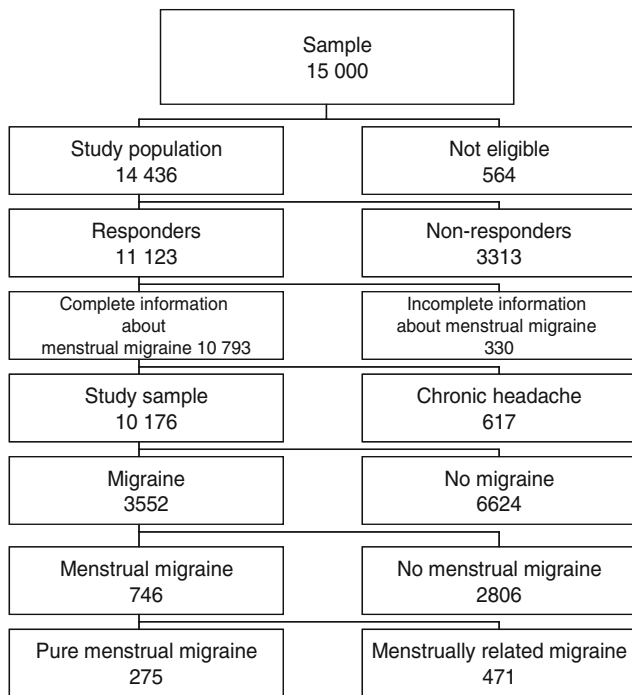 Sample
15 000
Study population
14 436
Not eligible
564
Responders
11 123
Non-responders
3313
Complete information
about
menstrual migraine 10 793
Incomplete information
about menstrual migraine
330
Study sample
10 176
Chronic headache
617
Migraine
3552
No migraine
6624
Menstrual migraine
746
No menstrual migraine
2806
Pure menstrual migraine
275
Menstrually related migraine
471